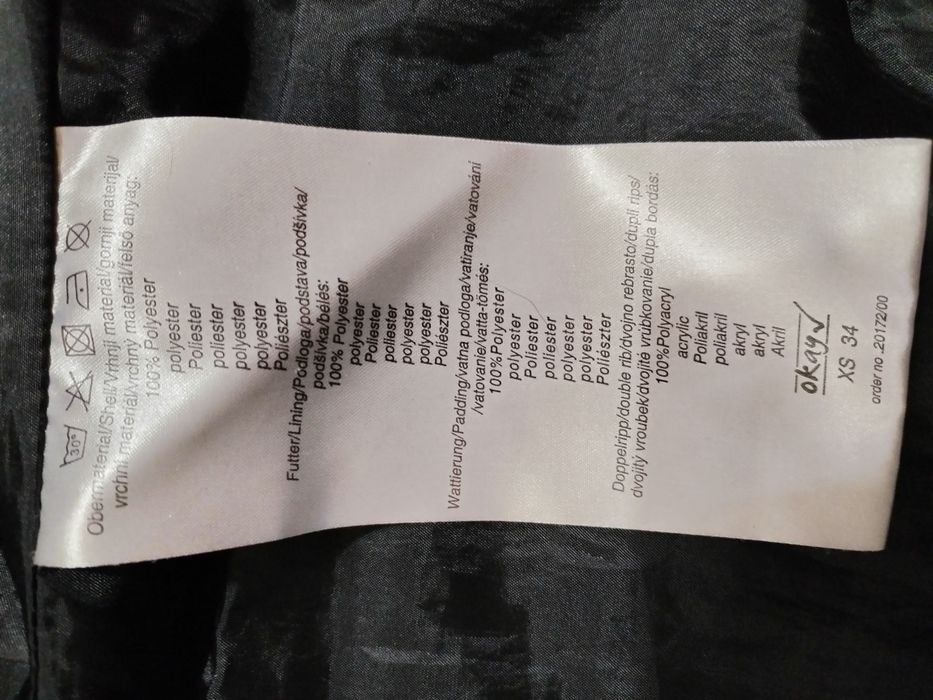 30°
Obermaterial/Shell/Vrhnji material/gornji materijal/
vrchní materiál/vrchný materiál/felső anyag:
100% Polyester
polyester
Poliester
poliester
polyester
polyester
Poliészter
Futter/Lining/Podloga/podstava/podšívka/
podšívka/bélés:
100% Polyester
polyester
Poliester
poliester
polyester
polyester
Poliészter
Wattierung/Padding/vatna podloga/vatiranje/vatování
/vatovanie/vatta-tömés:
100%Polyester
polyester
Poliester
poliester
polyester
polyester
Poliészter
Doppelripp/double rib/dvojno rebrasto/dupli rips/
dvojitý vroubek/dvojité vrúbkovanie/dupla bordás:
100%Polyacryl
acrylic
Poliakril
poliakril
akryl
akryl
Akril
okay
XS 34
order no .2017200